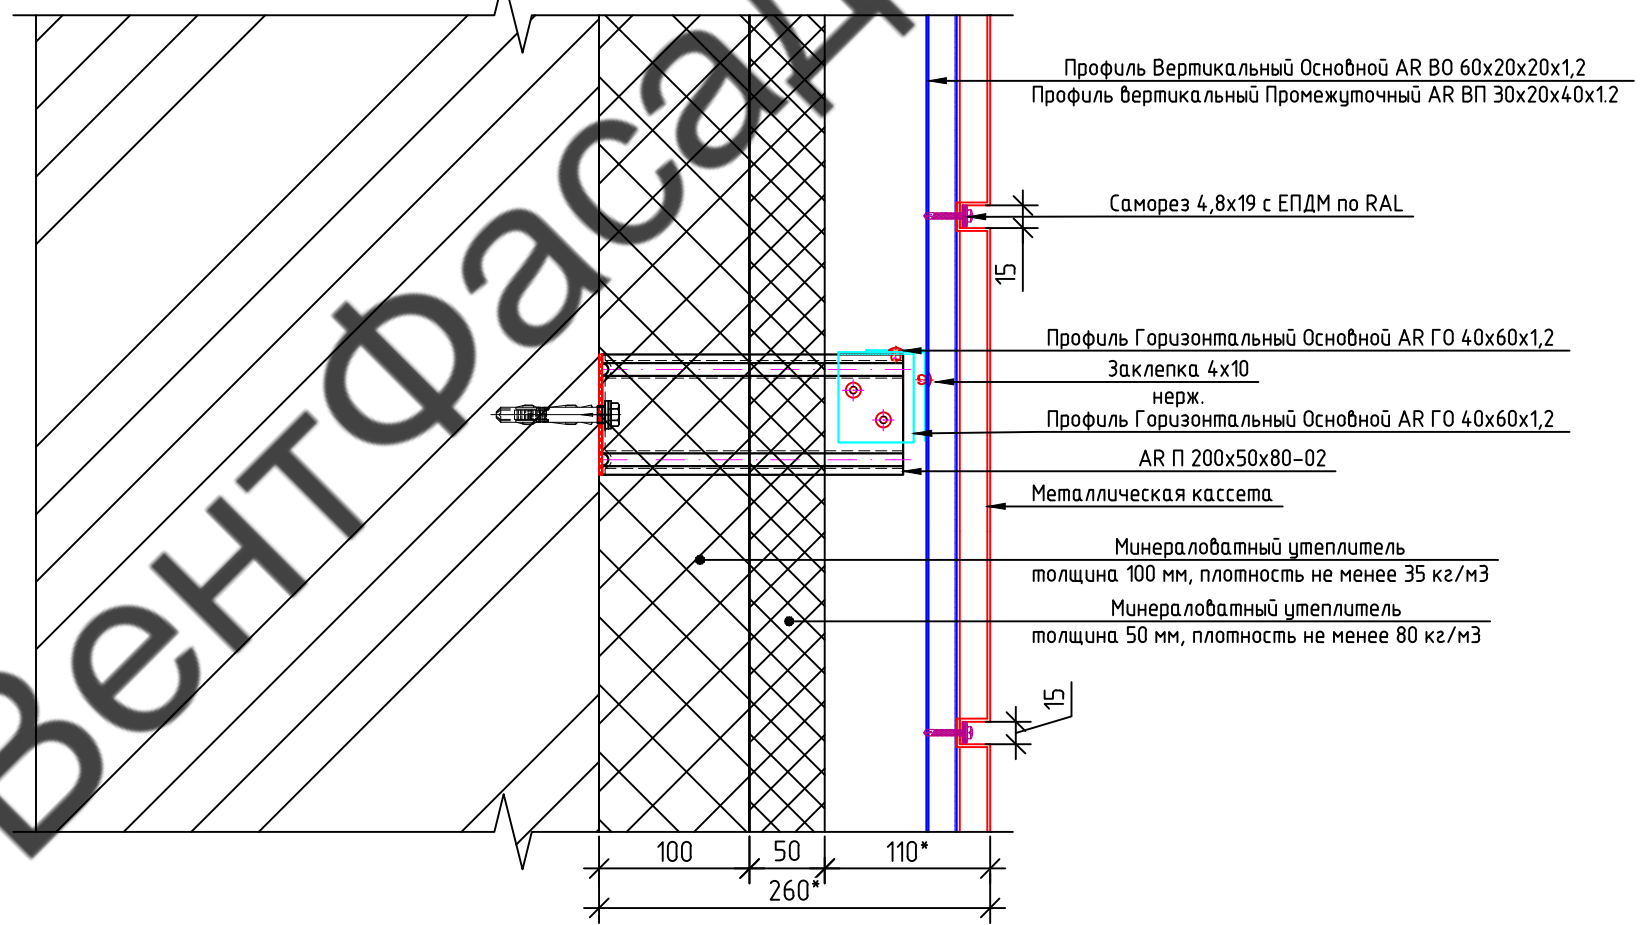 Профиль Вертикальный Основной AR ВО 60x20x20x1,2
Профиль вертикальный Промежуточный AR ВП 30x20x40x1.2
Саморез 4,8x19 с ЕПДМ по RAL
15
Профиль Горизонтальный Основной AR ГО 40x60x1,2
Заклепка 4x10
нерж.
Профиль Горизонтальный Основной AR ГО 40x60x1,2
AR П 200x50x80-02
Металлическая кассета
Минераловатный утеплитель
толщина 100 мм, плотность не менее 35 кг/м3
Минераловатный утеплитель
толщина 50 мм, плотность не менее 80 кг/м3
15
100
50
110*
260*
ВентФасад